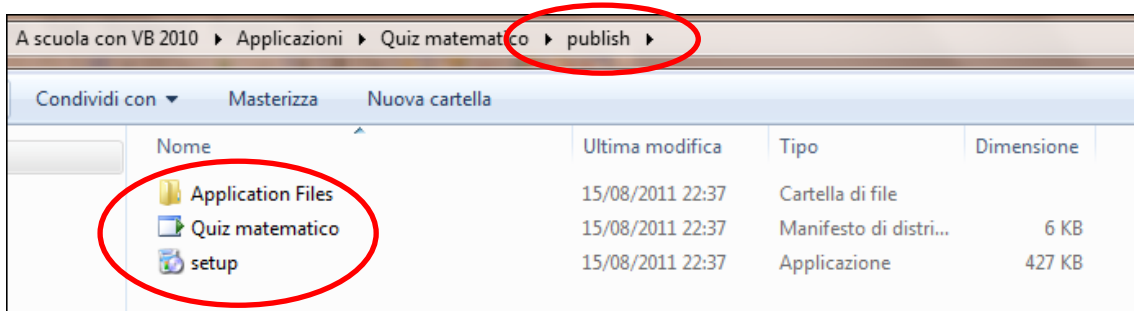 A scuola con VB 2010 ▸ Applicazioni ▸ Quiz matematico ▸ publish ▸
Condividi con ▾ Masterizza Nuova cartella
Nome Ultima modifica Tipo Dimensione
Application Files 15/08/2011 22:37 Cartella di file
Quiz matematico 15/08/2011 22:37 Manifesto di distri... 6 KB
setup 15/08/2011 22:37 Applicazione 427 KB